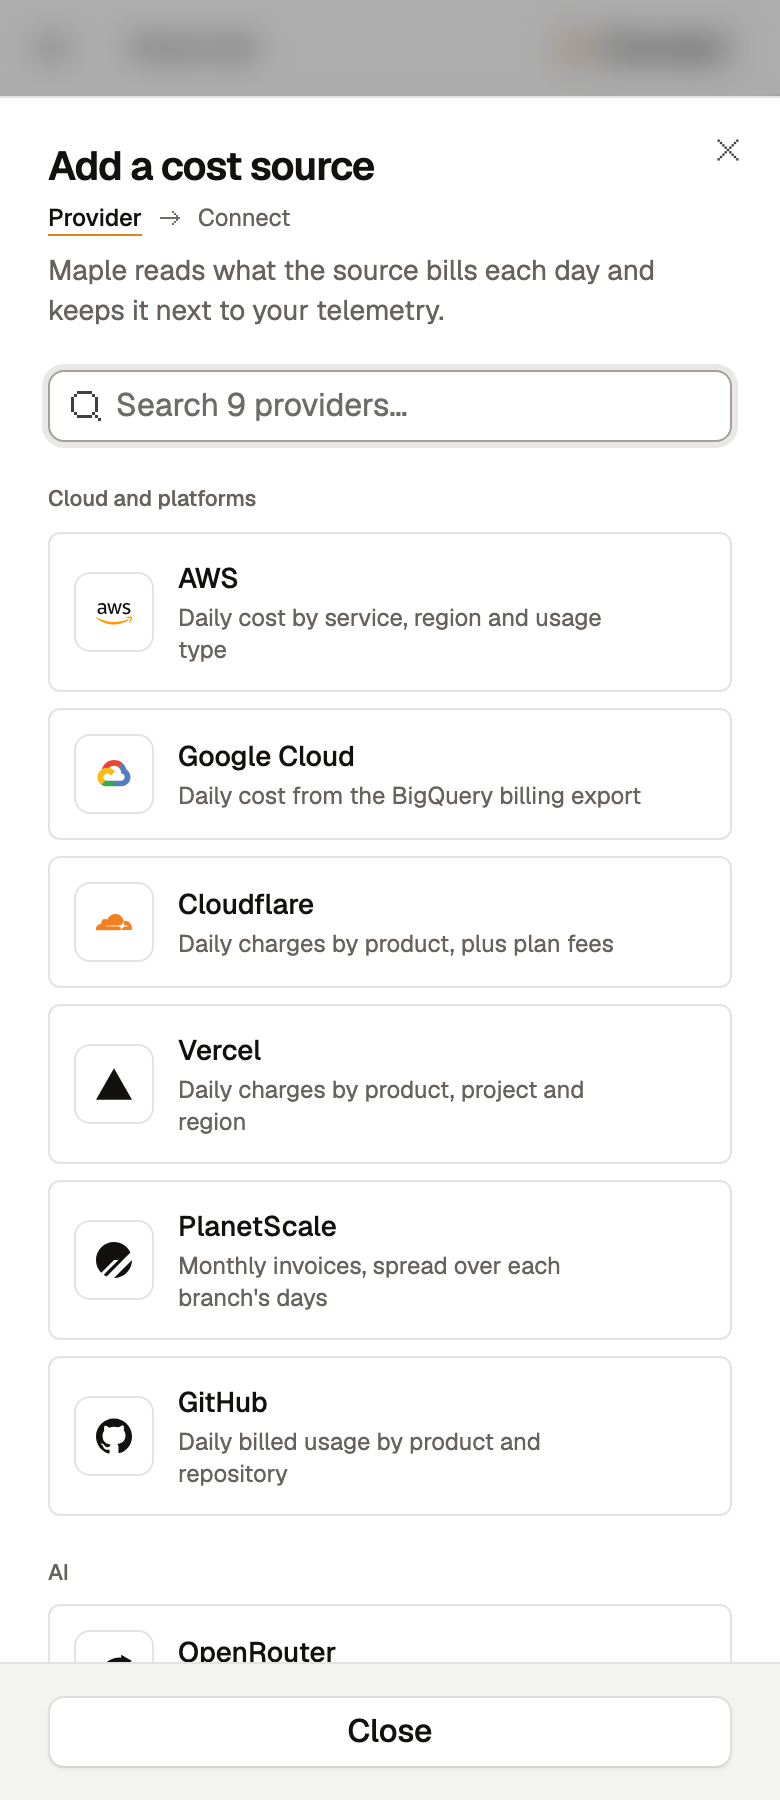 Add a cost source
Provider → Connect
Maple reads what the source bills each day and
keeps it next to your telemetry.
Search 9 providers...
Cloud and platforms
aws
AWS
Daily cost by service, region and usage
type
Google Cloud
Daily cost from the BigQuery billing export
Cloudflare
Daily charges by product, plus plan fees
Vercel
Daily charges by product, project and
region
PlanetScale
Monthly invoices, spread over each
branch's days
GitHub
Daily billed usage by product and
repository
AI
OpenRouter
Close